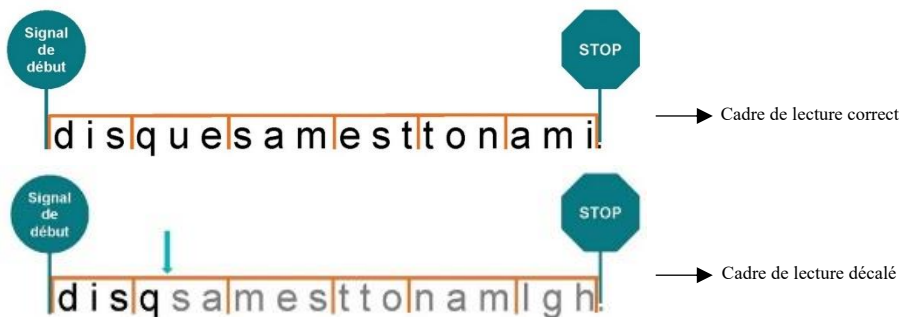 Signal
de
début
STOP
disquesamesttonami.
Cadre de lecture correct
Signal
de
début
STOP
disqsamesttonamlgh.
Cadre de lecture décalé